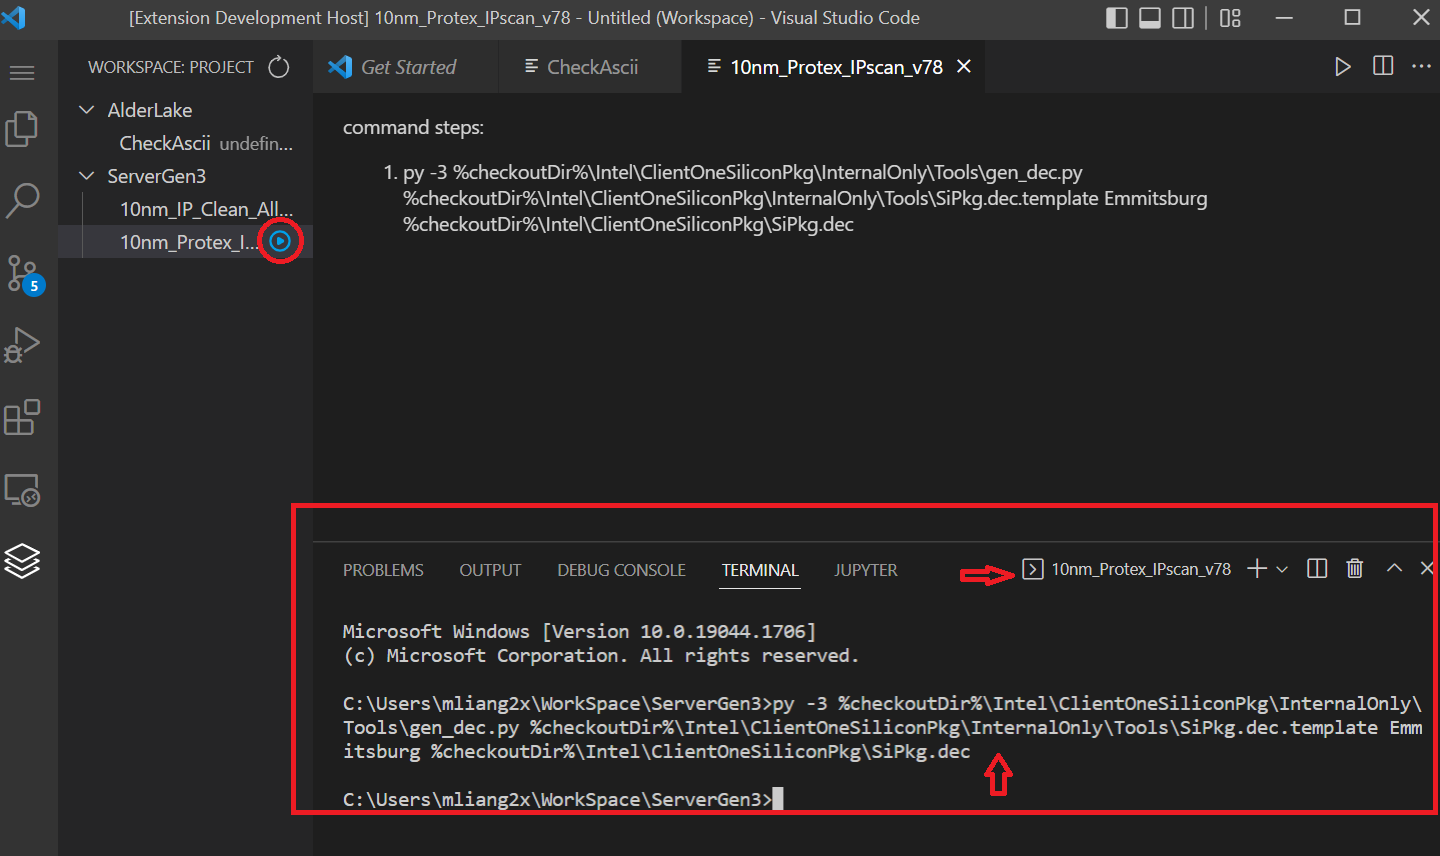 [Extension Development Host] 10nm_Protex_IPscan_v78 - Untitled (Workspace) - Visual Studio Code
WORKSPACE: PROJECT
Get Started
CheckAscii
10nm_Protex_IPscan_v78
AlderLake
CheckAscii undefin...
ServerGen3
10nm_IP_Clean_All...
10nm_Protex_I...
5
command steps:
1. py -3 %checkoutDir%\Intel\ClientOneSiliconPkg\InternalOnly\Tools\gen_dec.py
%checkoutDir%\Intel\ClientOneSiliconPkg\InternalOnly\Tools\SiPkg.dec.template Emmitsburg
%checkoutDir%\Intel\ClientOneSiliconPkg\SiPkg.dec
PROBLEMS OUTPUT DEBUG CONSOLE TERMINAL JUPYTER
10nm_Protex_IPscan_v78
Microsoft Windows [Version 10.0.19044.1706]
(c) Microsoft Corporation. All rights reserved.
C:\Users\mliang2x\WorkSpace\ServerGen3>py -3 %checkoutDir%\Intel\ClientOneSiliconPkg\InternalOnly\
Tools\gen_dec.py %checkoutDir%\Intel\ClientOneSiliconPkg\InternalOnly\Tools\SiPkg.dec.template Emm
itsburg %checkoutDir%\Intel\ClientOneSiliconPkg\SiPkg.dec
C:\Users\mliang2x\WorkSpace\ServerGen3>